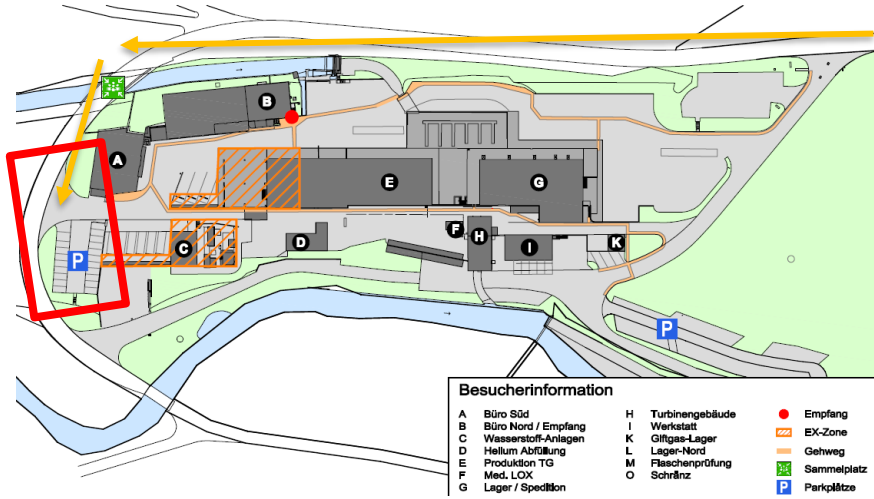 B
A
E
G
P
C
D
F
H
I
K
P
Besucherinformation
A Büro Süd
B Büro Nord / Empfang
C Wasserstoff-Anlagen
D Helium Abfüllung
E Produktion TG
F Med. LOX
G Lager / Spedition
H Turbinengebäude
I Werkstatt
K Giftgas-Lager
L Lager-Nord
M Flaschenprüfung
O Schränz
Empfang
EX-Zone
Gehweg
Sammelplatz
P Parkplätze